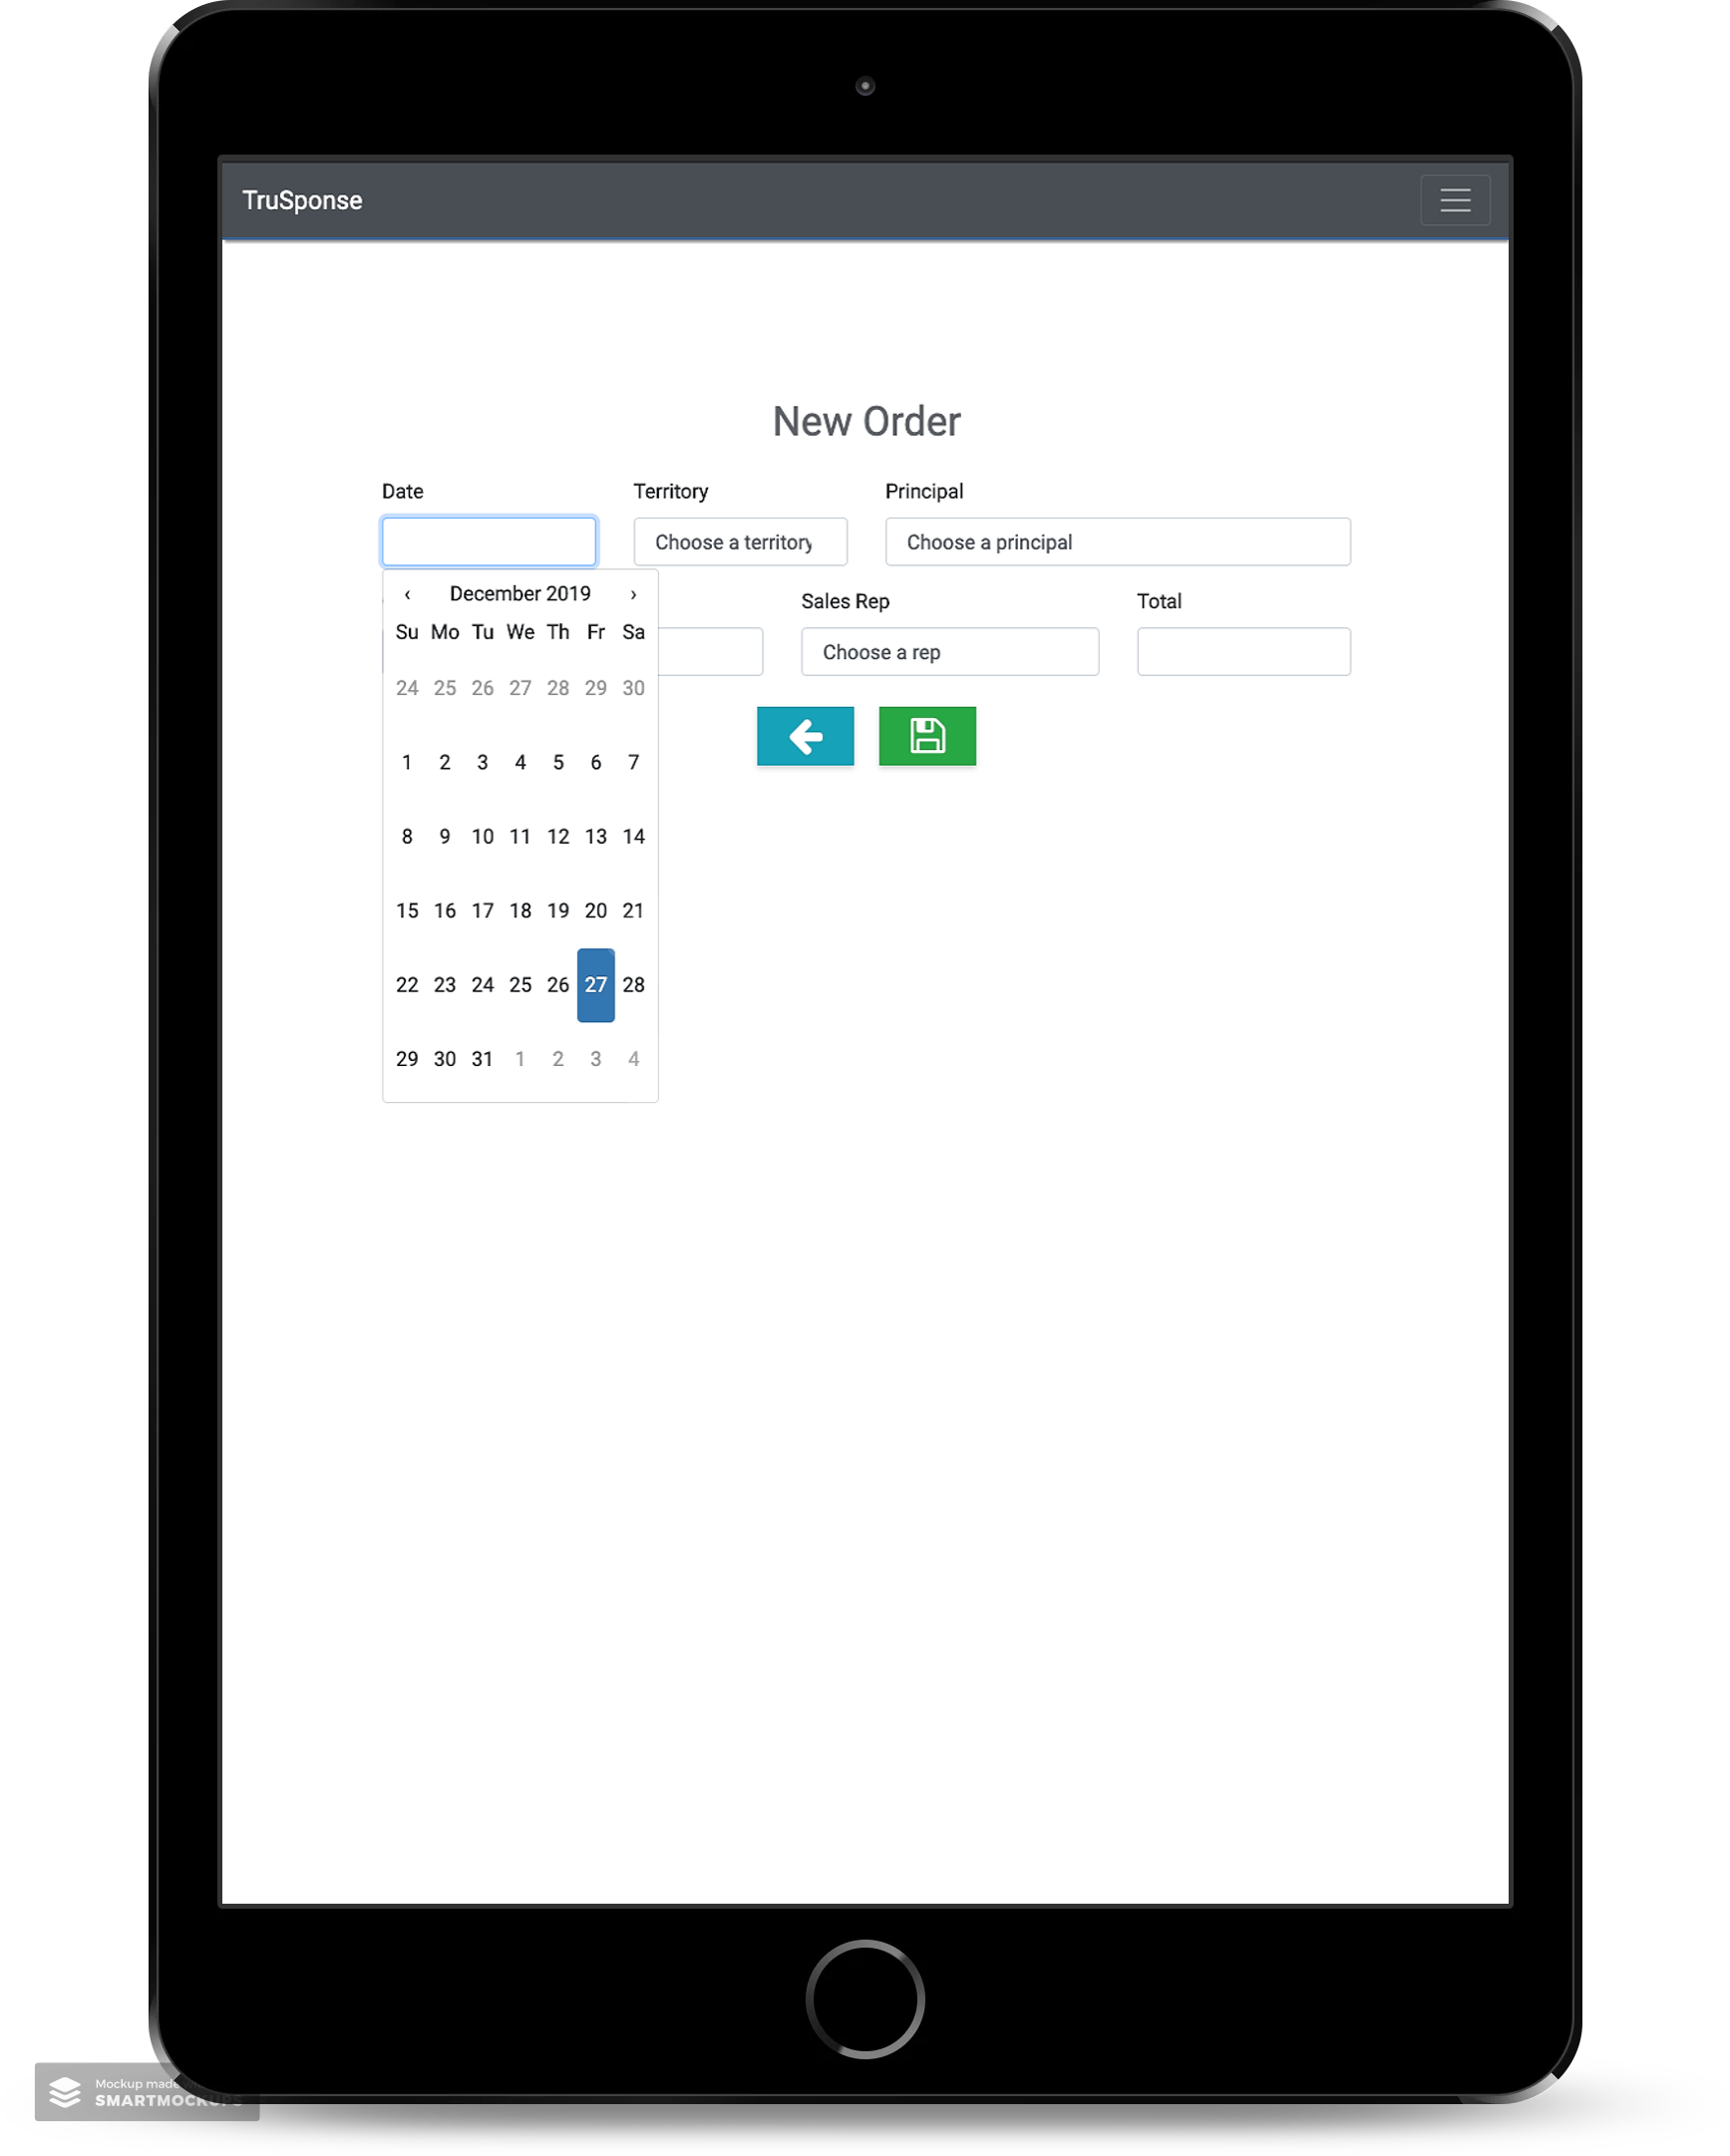 TruSponse
New Order
Date Territory Principal
Choose a territory Choose a principal
‹ December 2019 ›
Su Mo Tu We Th Fr Sa
24 25 26 27 28 29 30
1 2 3 4 5 6 7
8 9 10 11 12 13 14
15 16 17 18 19 20 21
22 23 24 25 26 27 28
29 30 31 1 2 3 4
Sales Rep Total
Choose a rep
Mockup made
SMARTMOCKUPS